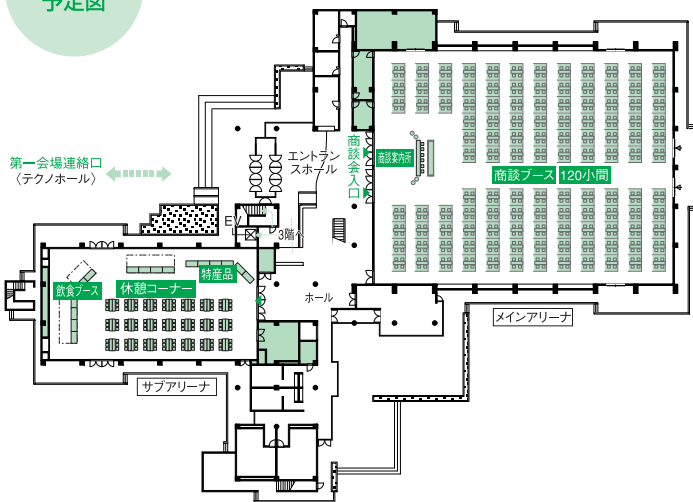 予定図
第一会場連絡口
〈テクノホール〉
エントラン
スホール
商談会入口
商談案内所
商談ブース 120小間
EV
3階へ
特産品
飲食ブース
休憩コーナー
ホール
メインアリーナ
サブアリーナ